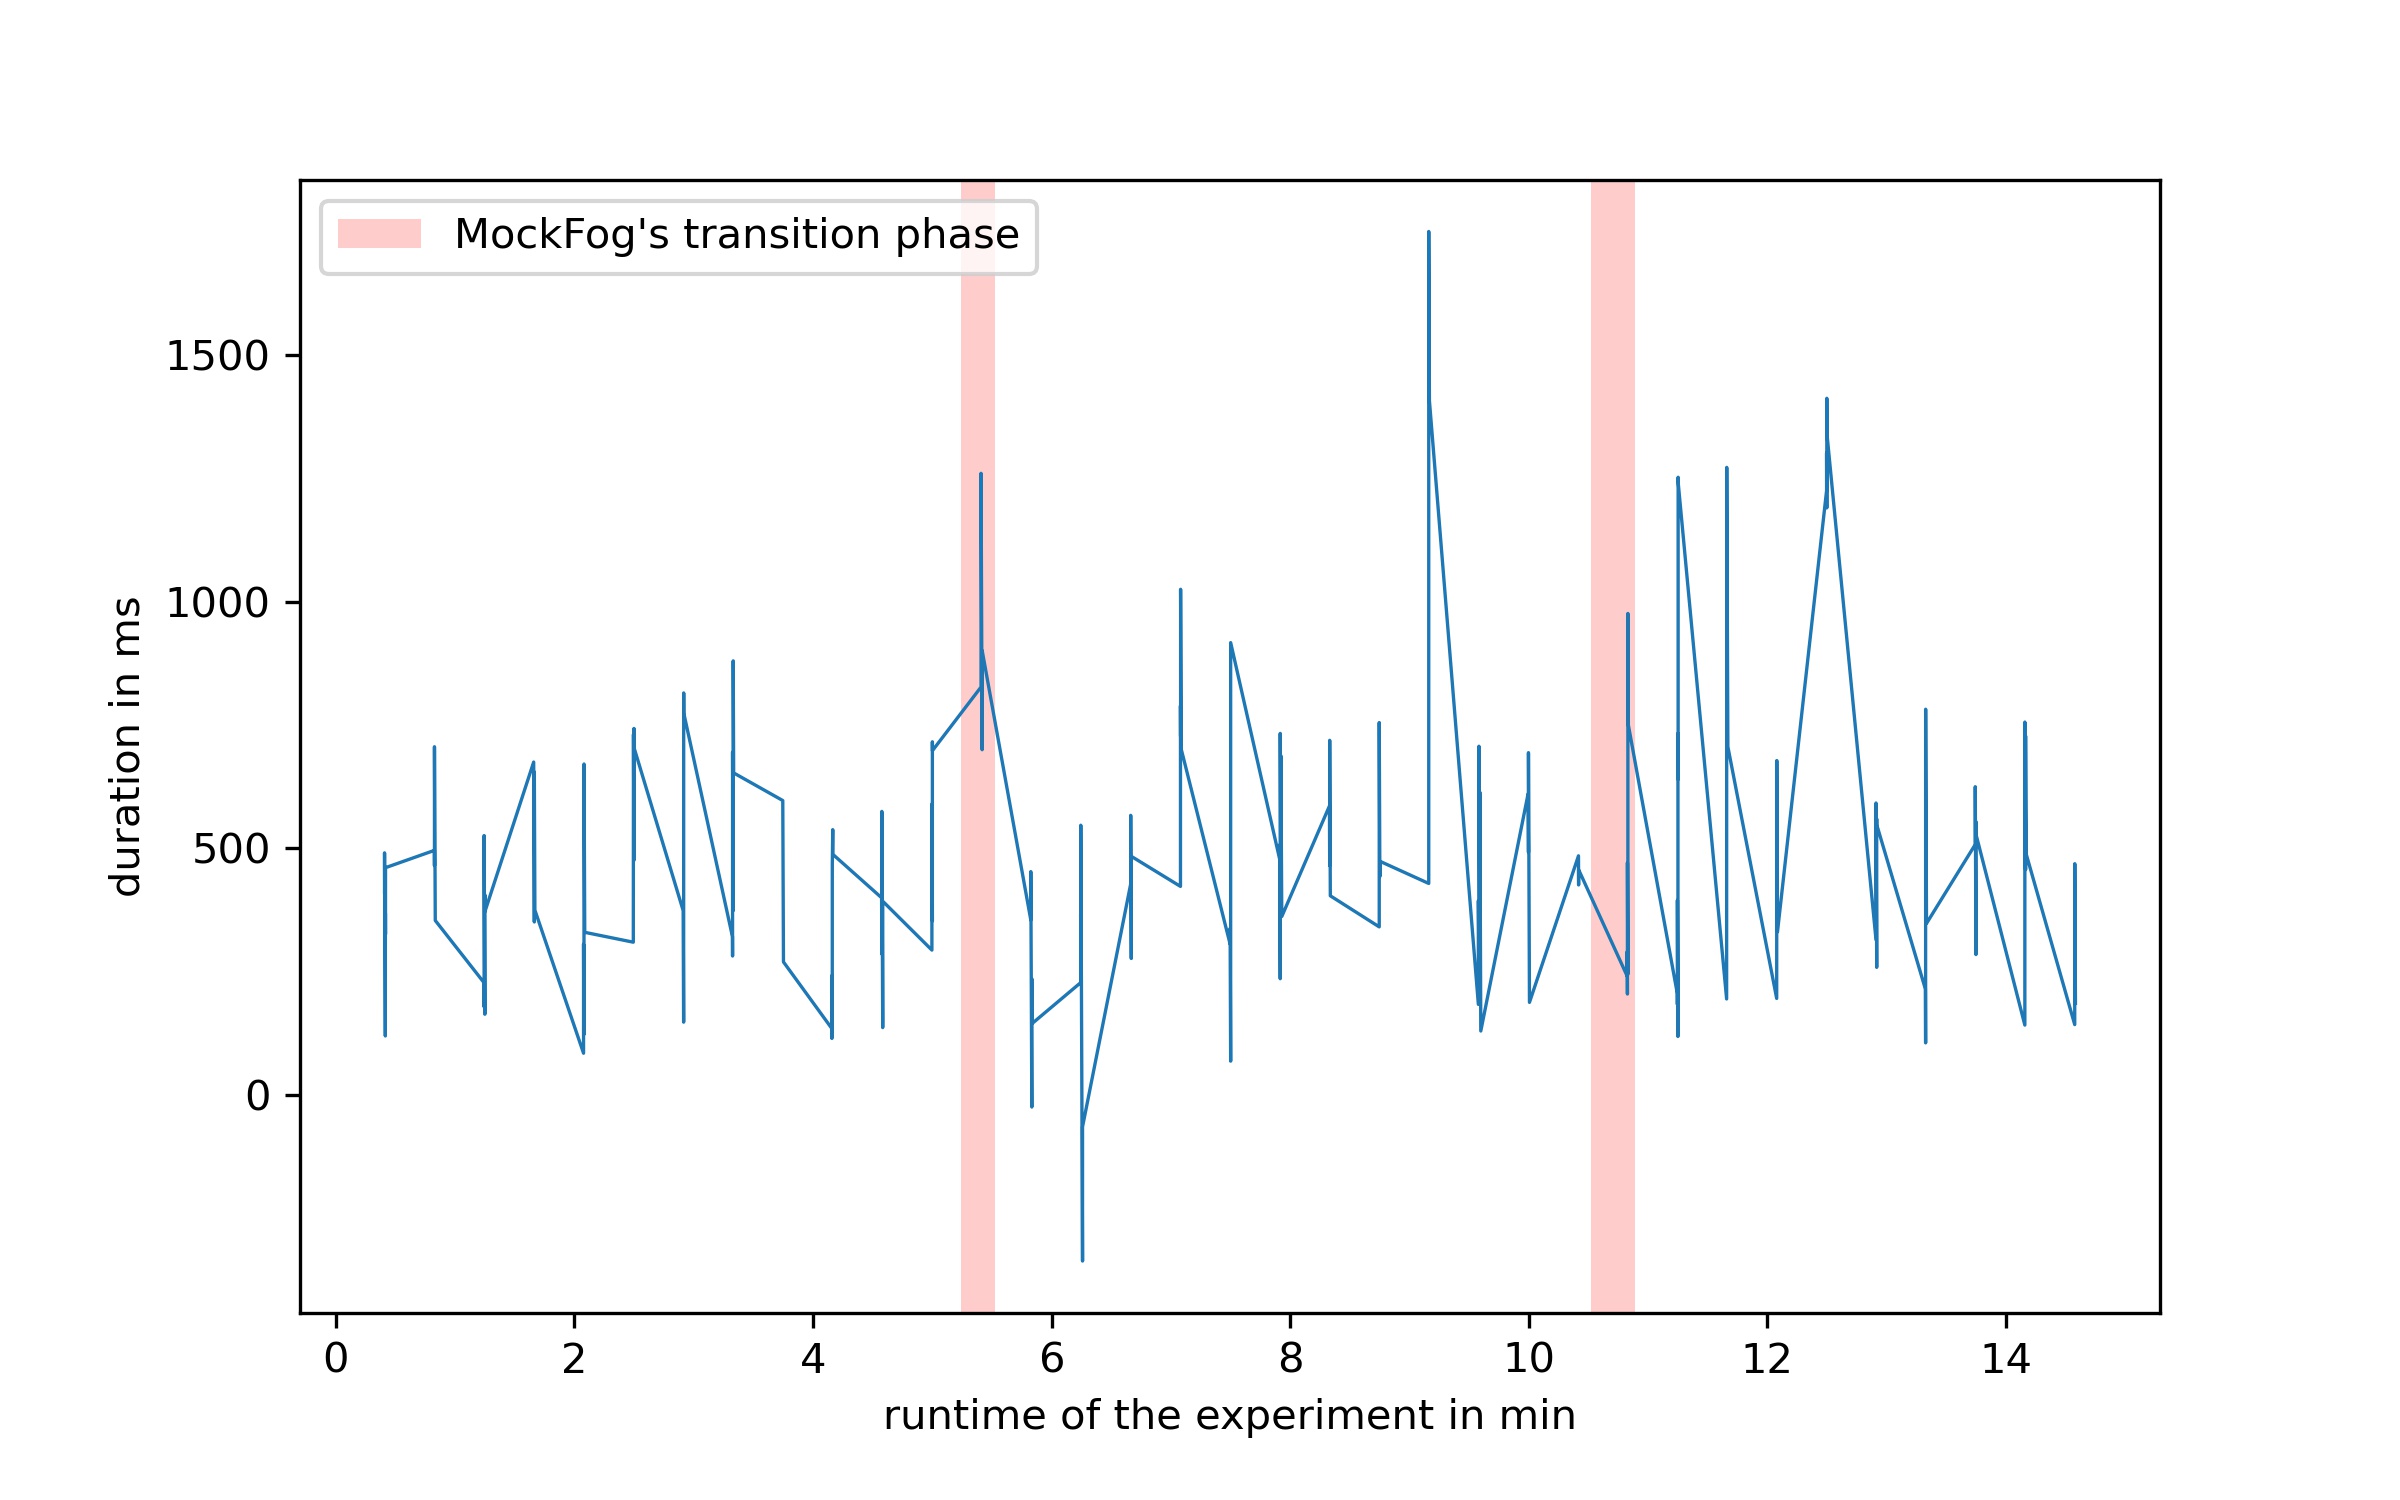 MockFog's transition phase
1500
1000
500
0
duration in ms
0 2 4 6 8 10 12 14
runtime of the experiment in min